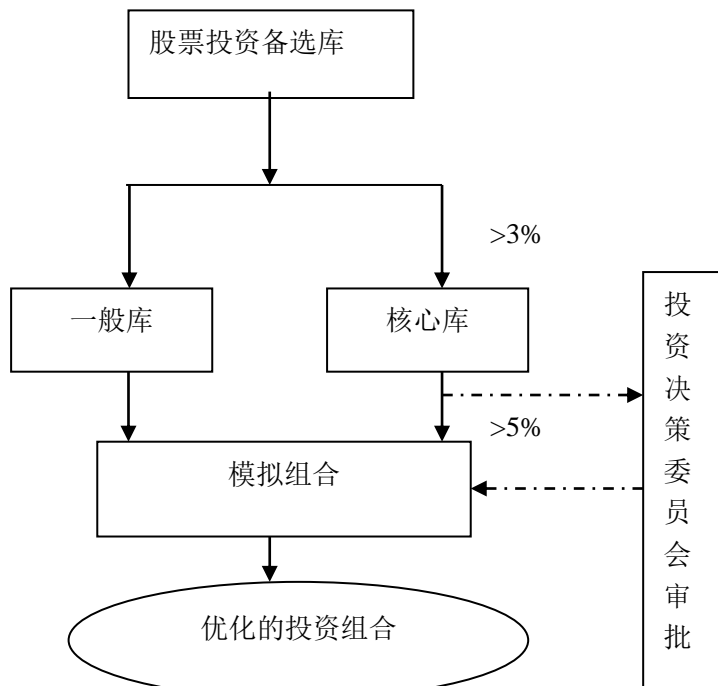 股票投资备选库
>3%
一般库
核心库
投资决策委员会审批
>5%
模拟组合
优化的投资组合